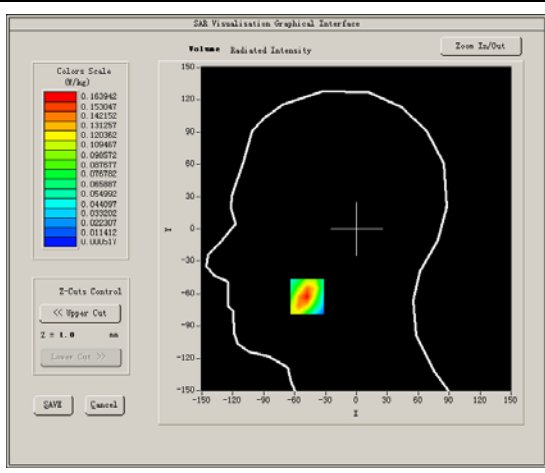 SAR Visualisation Graphical Interface
Volume Radiated Intensity
Zoom In/Out
Colors Scale
(W/kg)
0.163942
0.153047
0.142152
0.131257
0.120362
0.109467
0.098572
0.087677
0.076782
0.065887
0.054992
0.044097
0.033202
0.022307
0.011412
0.000517
Z-Cuts Control
<< Upper Cut
Z = 1.0 mm
Lower Cut >>
SAVE Cancel
150
120
90
60
30
0
-30
-60
-90
-120
-150
Y
-150 -120 -90 -60 -30 0 30 60 90 120 150
X